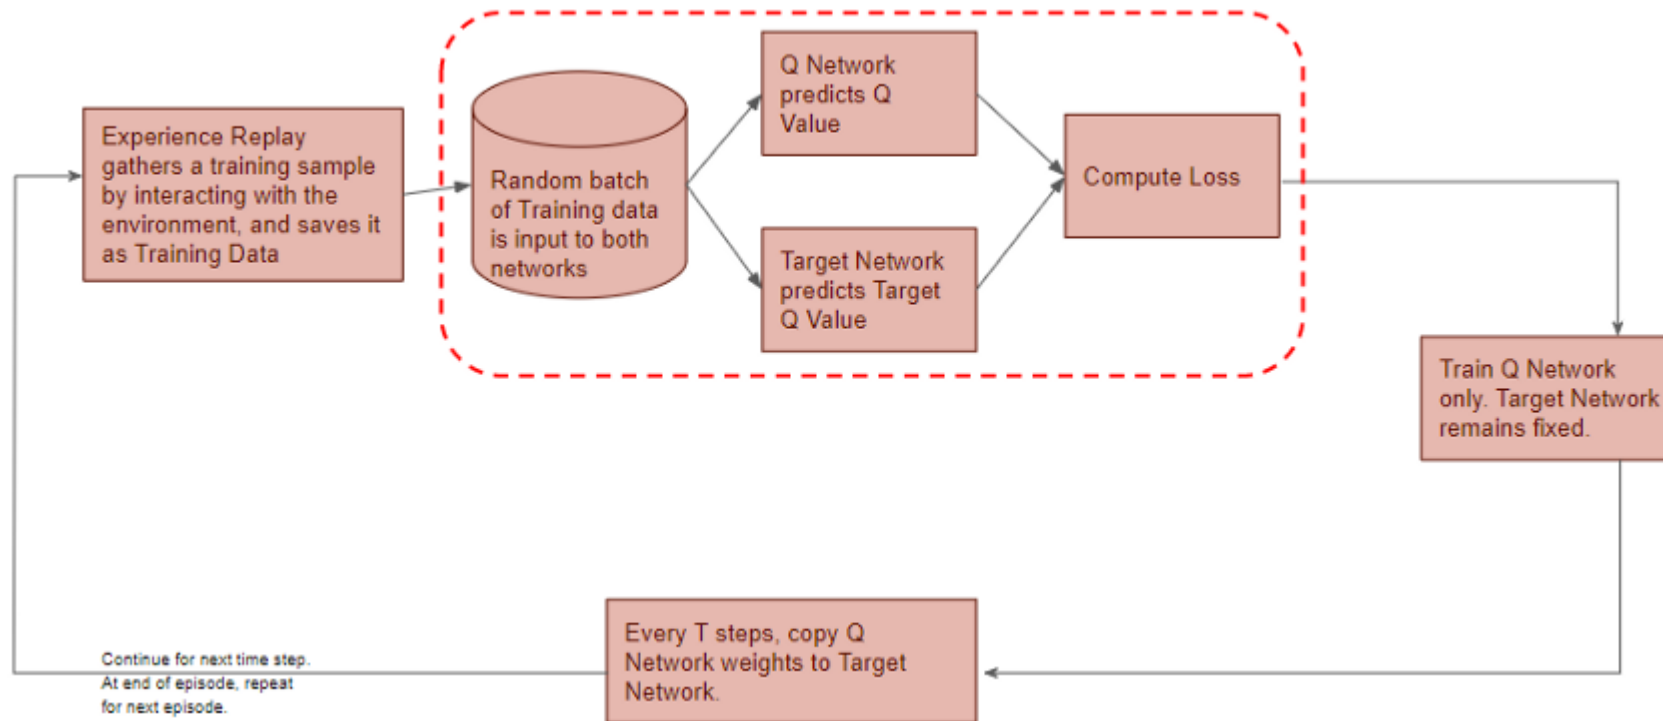 Experience Replay
gathers a training sample
by interacting with the
environment, and saves it
as Training Data
Random batch
of Training data
is input to both
networks
Q Network
predicts Q
Value
Target Network
predicts Target
Q Value
Compute Loss
Train Q Network
only. Target Network
remains fixed.
Every T steps, copy Q
Network weights to Target
Network.
Continue for next time step.
At end of episode, repeat
for next episode.